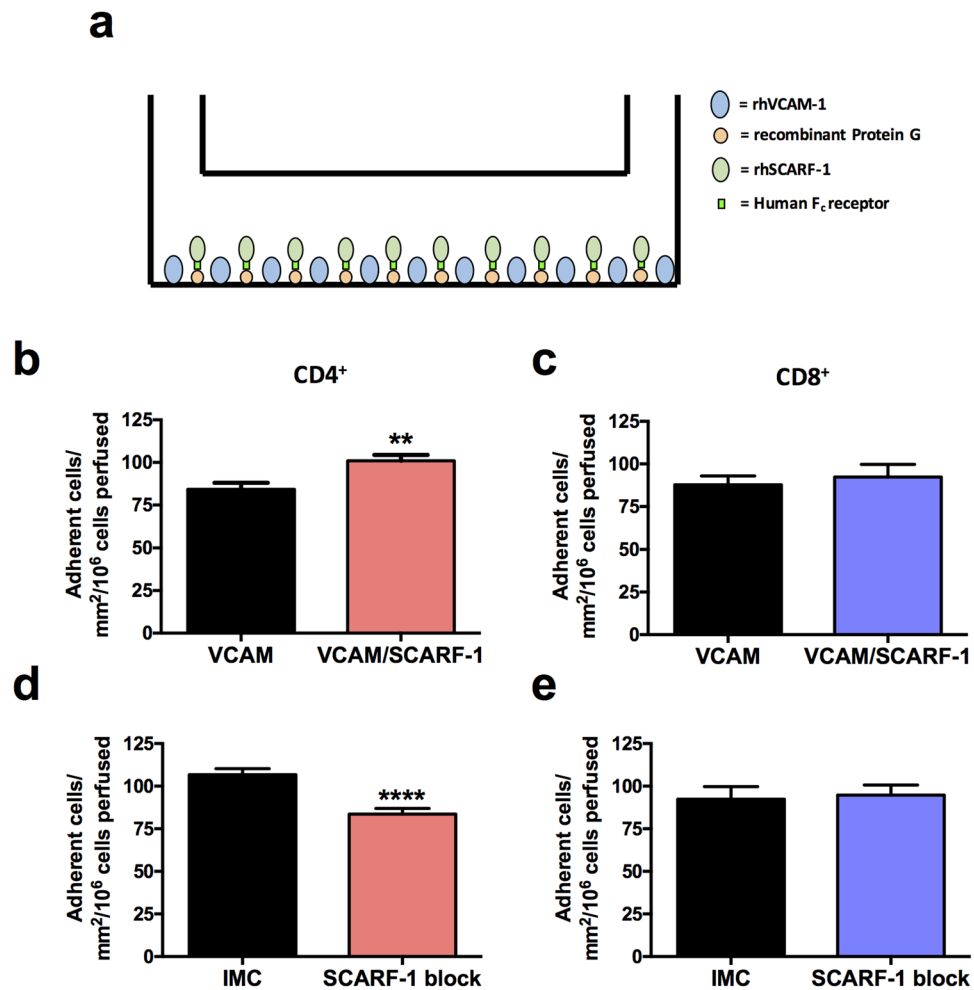 a
= rhVCAM-1
= recombinant Protein G
= rhSCARF-1
= Human Fc receptor
b
CD4+
Adherent cells/
mm2/106 cells perfused
125
100
75
50
25
0
**
VCAM
VCAM/SCARF-1
c
CD8+
Adherent cells/
mm2/106 cells perfused
125
100
75
50
25
0
VCAM
VCAM/SCARF-1
d
Adherent cells/
mm2/106 cells perfused
125
100
75
50
25
0
****
IMC
SCARF-1 block
e
Adherent cells/
mm2/106 cells perfused
125
100
75
50
25
0
IMC
SCARF-1 block